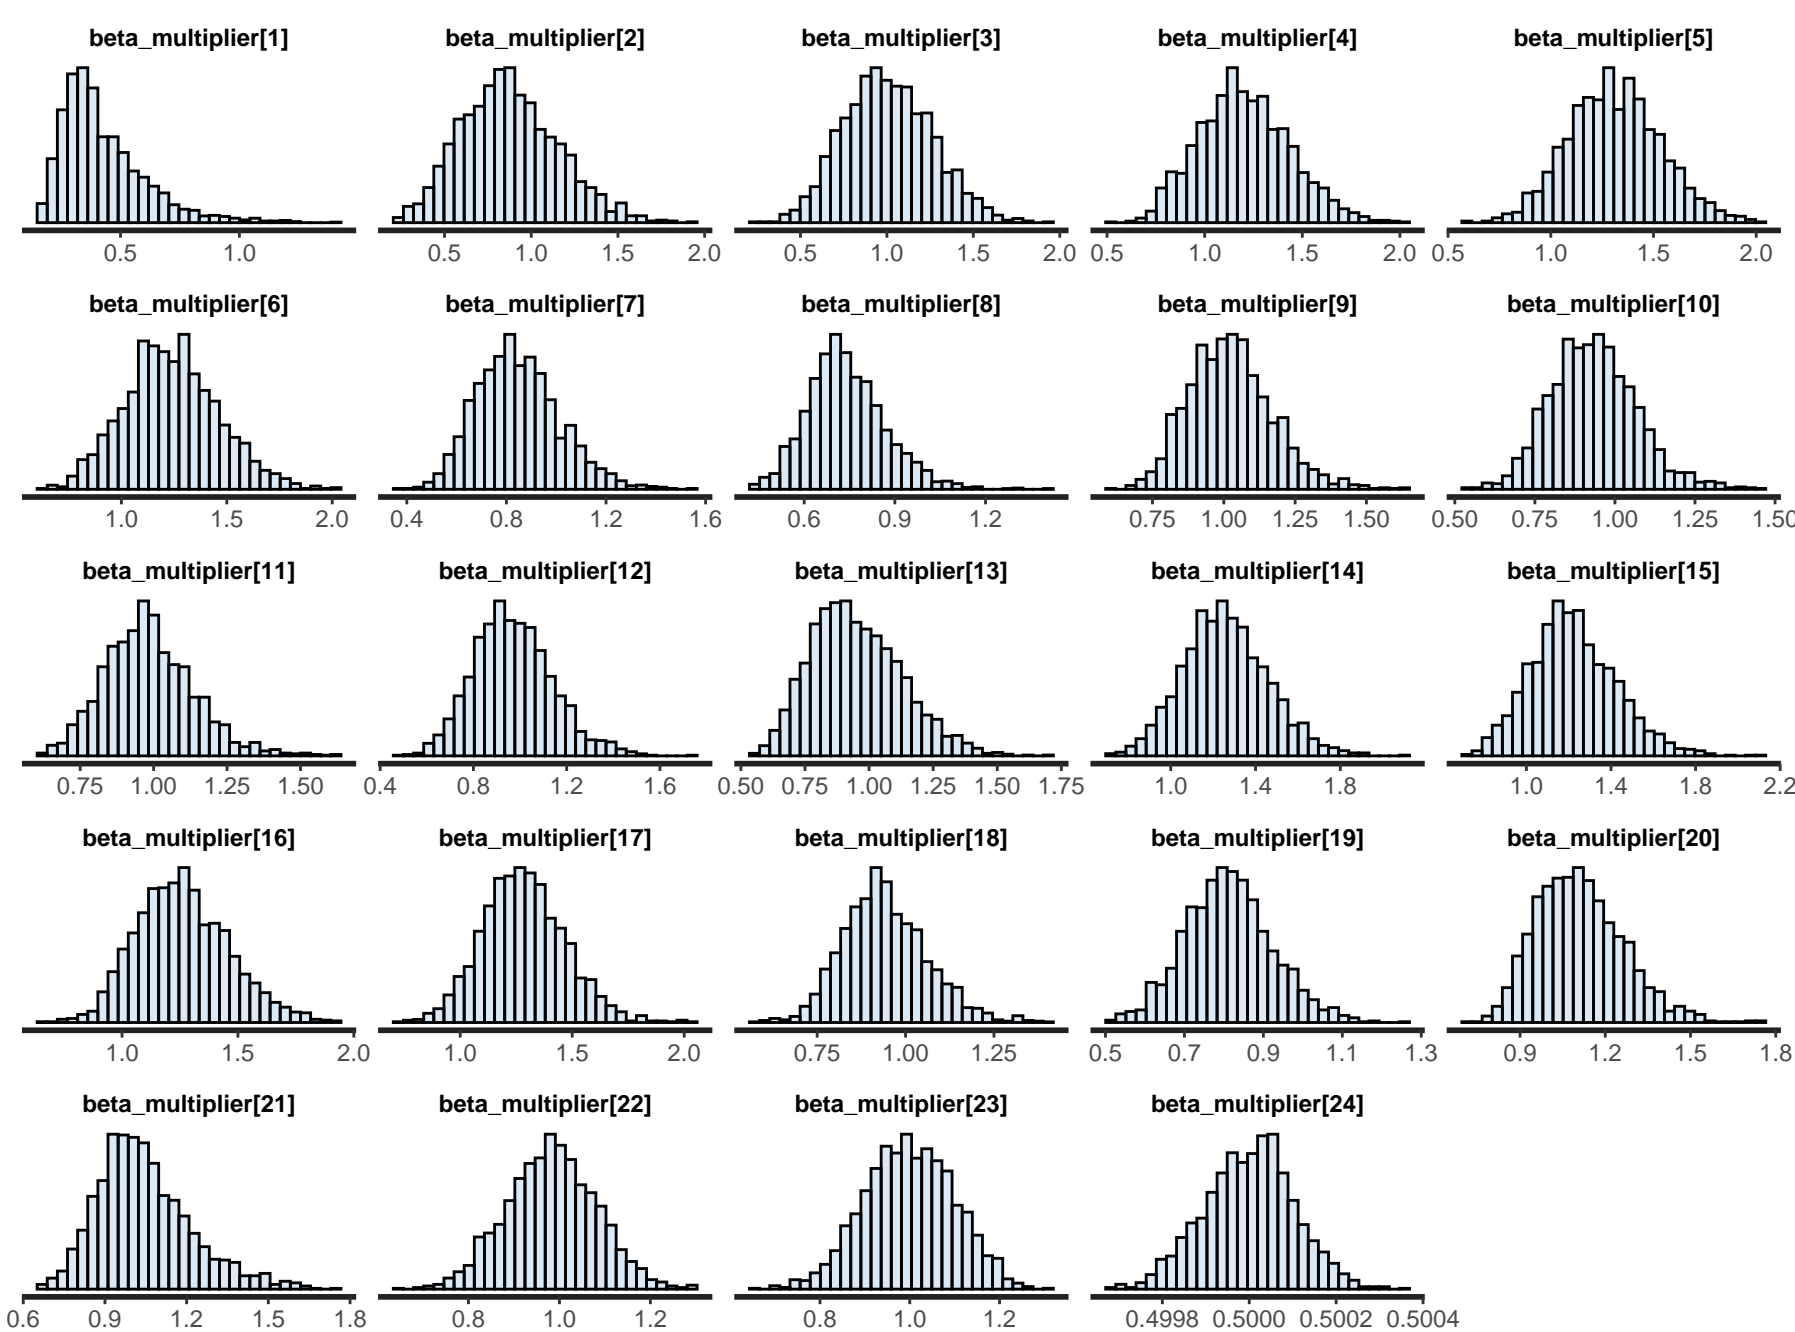 beta_multiplier[1] beta_multiplier[2] beta_multiplier[3] beta_multiplier[4] beta_multiplier[5]
0.5 1.0 0.5 1.0 1.5 2.0 0.5 1.0 1.5 2.0 0.5 1.0 1.5 2.0 0.5 1.0 1.5 2.0
beta_multiplier[6] beta_multiplier[7] beta_multiplier[8] beta_multiplier[9] beta_multiplier[10]
1.0 1.5 2.0 0.4 0.8 1.2 1.6 0.6 0.9 1.2 0.75 1.00 1.25 1.50 0.50 0.75 1.00 1.25 1.50
beta_multiplier[11] beta_multiplier[12] beta_multiplier[13] beta_multiplier[14] beta_multiplier[15]
0.75 1.00 1.25 1.50 0.4 0.8 1.2 1.6 0.50 0.75 1.00 1.25 1.50 1.75 1.0 1.4 1.8 1.0 1.4 1.8 2.2
beta_multiplier[16] beta_multiplier[17] beta_multiplier[18] beta_multiplier[19] beta_multiplier[20]
1.0 1.5 2.0 1.0 1.5 2.0 0.75 1.00 1.25 0.5 0.7 0.9 1.1 1.3 0.9 1.2 1.5 1.8
beta_multiplier[21] beta_multiplier[22] beta_multiplier[23] beta_multiplier[24]
0.6 0.9 1.2 1.5 1.8 0.8 1.0 1.2 0.8 1.0 1.2 0.4998 0.5000 0.5002 0.5004